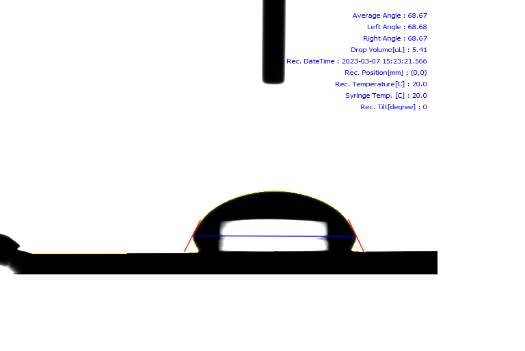 Average Angle : 68.67
Left Angle : 68.68
Right Angle : 68.67
Drop Volume[uL] : 5.41
Rec. DateTime : 2023-03-07 15:23:21.566
Rec. Position[mm] : (0,0)
Rec. Temperature[C] : 20.0
Syringe Temp. [C] : 20.0
Rec. Tilt[degree] : 0